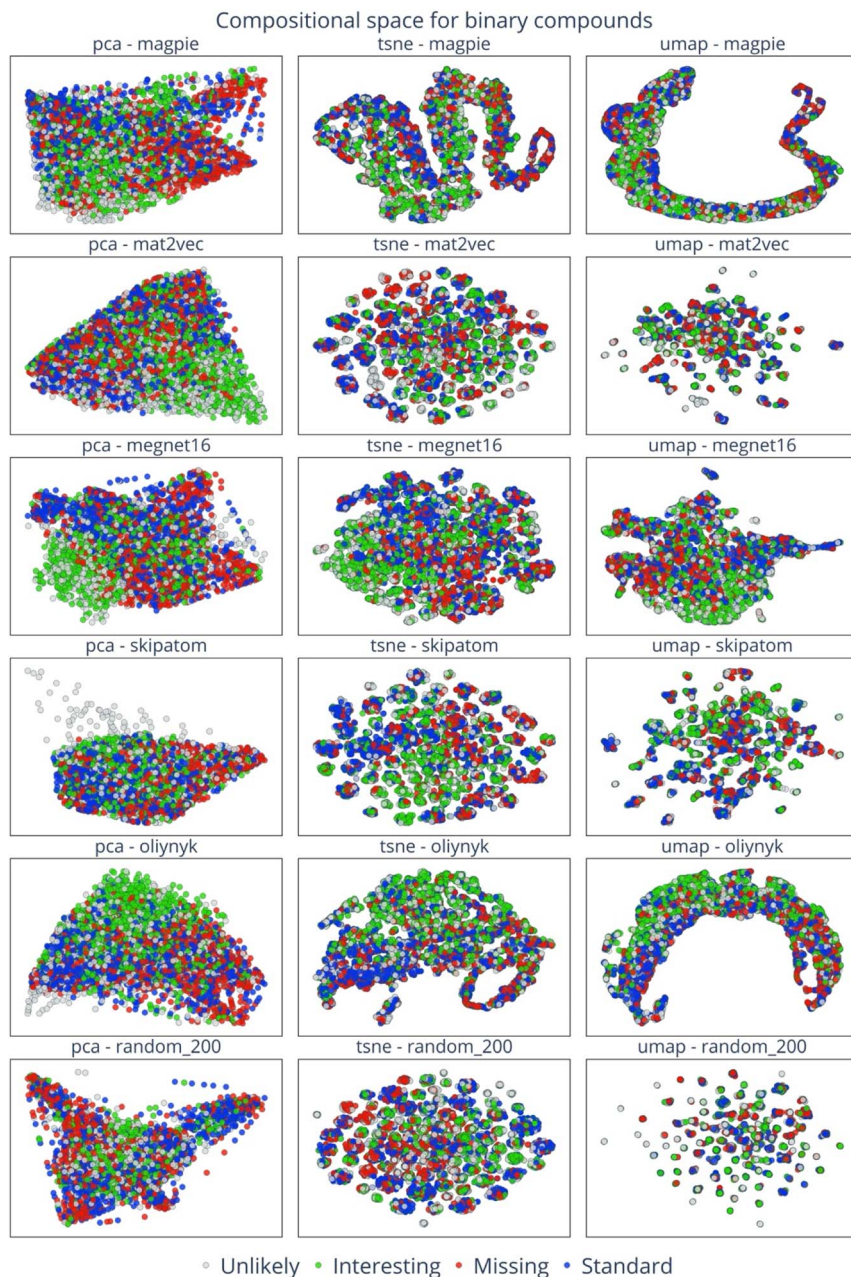 Compositional space for binary compounds
pca - magpie
tsne - magpie
umap - magpie
pca - mat2vec
tsne - mat2vec
umap - mat2vec
pca - megnet16
tsne - megnet16
umap - megnet16
pca - skipatom
tsne - skipatom
umap - skipatom
pca - oliynyk
tsne - oliynyk
umap - oliynyk
pca - random_200
tsne - random_200
umap - random_200
Unlikely
Interesting
Missing
Standard